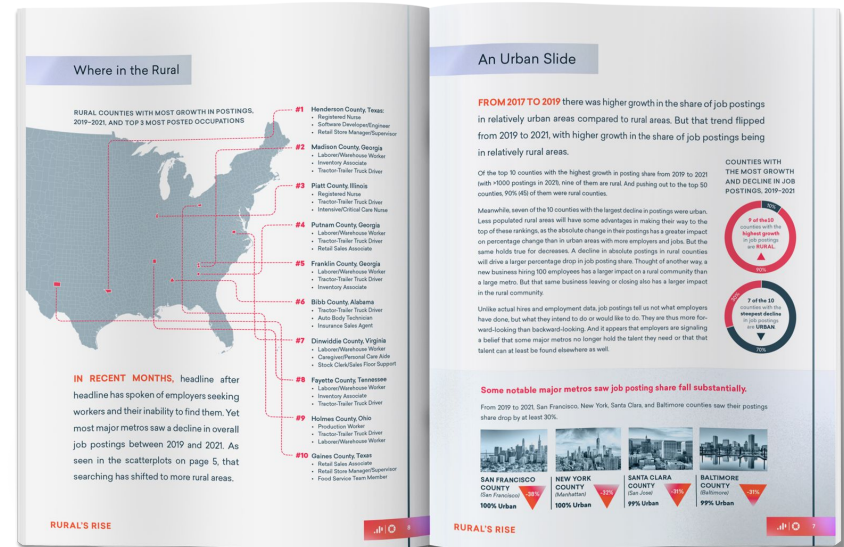 Where in the Rural
RURAL COUNTIES WITH MOST GROWTH IN POSTINGS,
2019–2021, AND TOP 3 MOST POSTED OCCUPATIONS
#1 Henderson County, Texas:
• Registered Nurse
• Software Developer/Engineer
• Retail Store Manager/Supervisor
#2 Madison County, Georgia
• Laborer/Warehouse Worker
• Inventory Associate
• Tractor-Trailer Truck Driver
#3 Piatt County, Illinois
• Registered Nurse
• Tractor-Trailer Truck Driver
• Intensive/Critical Care Nurse
#4 Putnam County, Georgia
• Laborer/Warehouse Worker
• Tractor-Trailer Truck Driver
• Retail Sales Associate
#5 Franklin County, Georgia
• Laborer/Warehouse Worker
• Tractor-Trailer Truck Driver
• Inventory Associate
#6 Bibb County, Alabama
• Tractor-Trailer Truck Driver
• Auto Body Technician
• Insurance Sales Agent
#7 Dinwiddie County, Virginia
• Laborer/Warehouse Worker
• Caregiver/Personal Care Aide
• Stock Clerk/Sales Floor Support
#8 Fayette County, Tennessee
• Laborer/Warehouse Worker
• Inventory Associate
• Tractor-Trailer Truck Driver
#9 Holmes County, Ohio
• Production Worker
• Tractor-Trailer Truck Driver
• Laborer/Warehouse Worker
#10 Gaines County, Texas
• Retail Sales Associate
• Retail Store Manager/Supervisor
• Food Service Team Member
IN RECENT MONTHS, headline after
headline has spoken of employers seeking
workers and their inability to find them. Yet
most major metros saw a decline in overall
job postings between 2019 and 2021. As
seen in the scatterplots on page 5, that
searching has shifted to more rural areas.
RURAL'S RISE
An Urban Slide
FROM 2017 TO 2019 there was higher growth in the share of job postings
in relatively urban areas compared to rural areas. But that trend flipped
from 2019 to 2021, with higher growth in the share of job postings being
in relatively rural areas.
Of the top 10 counties with the highest growth in posting share from 2019 to 2021
(with >1000 postings in 2021), nine of them are rural. And pushing out to the top 50
counties, 90% (45) of them were rural counties.
Meanwhile, seven of the 10 counties with the largest decline in postings were urban.
Less populated rural areas will have some advantages in making their way to the
top of these rankings, as the absolute change in their postings has a greater impact
on percentage change than in urban areas with more employers and jobs. But the
same holds true for decreases. A decline in absolute postings in rural counties
will drive a larger percentage drop in job posting share. Thought of another way, a
new business hiring 100 employees has a larger impact on a rural community than
a large metro. But that same business leaving or closing also has a larger impact
in the rural community.
Unlike actual hires and employment data, job postings tell us not what employers
have done, but what they intend to do or would like to do. They are thus more for-
ward-looking than backward-looking. And it appears that employers are signaling
a belief that some major metros no longer hold the talent they need or that that
talent can at least be found elsewhere as well.
COUNTIES WITH
THE MOST GROWTH
AND DECLINE IN JOB
POSTINGS, 2019–2021
10%
9 of the10
counties with the
highest growth
in job postings
are RURAL
90%
30%
7 of the 10
counties with the
steepest decline
in job postings
are URBAN
70%
Some notable major metros saw job posting share fall substantially.
From 2019 to 2021, San Francisco, New York, Santa Clara, and Baltimore counties saw their postings
share drop by at least 30%.
SAN FRANCISCO
COUNTY
(San Francisco)
-38%
100% Urban
NEW YORK
COUNTY
(Manhattan)
-32%
100% Urban
SANTA CLARA
COUNTY
(San Jose)
-31%
99% Urban
BALTIMORE
COUNTY
(Baltimore)
-31%
99% Urban
RURAL'S RISE
7